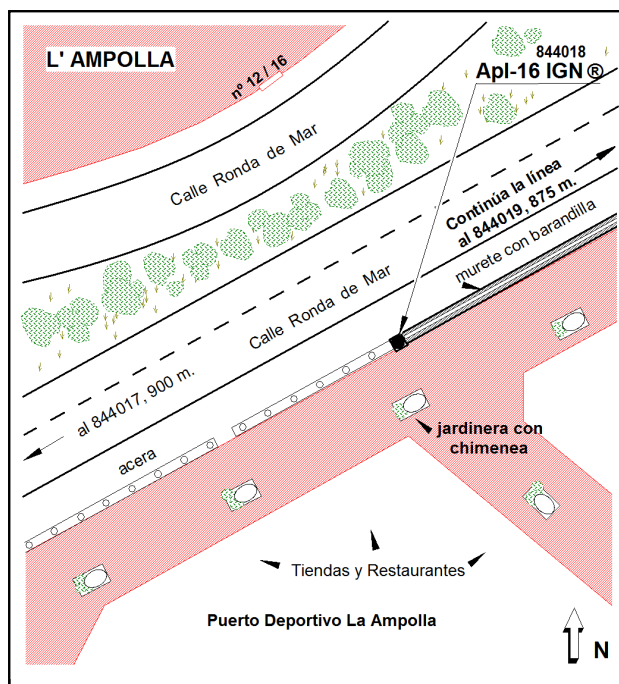 L' AMPOLLA
844018
Apl-16 IGN ®
nº 12 / 16
Calle Ronda de Mar
Continúa la línea
al 844019, 875 m.
murete con barandilla
Calle Ronda de Mar
al 844017, 900 m.
acera
jardinera con
chimenea
Tiendas y Restaurantes
Puerto Deportivo La Ampolla
N